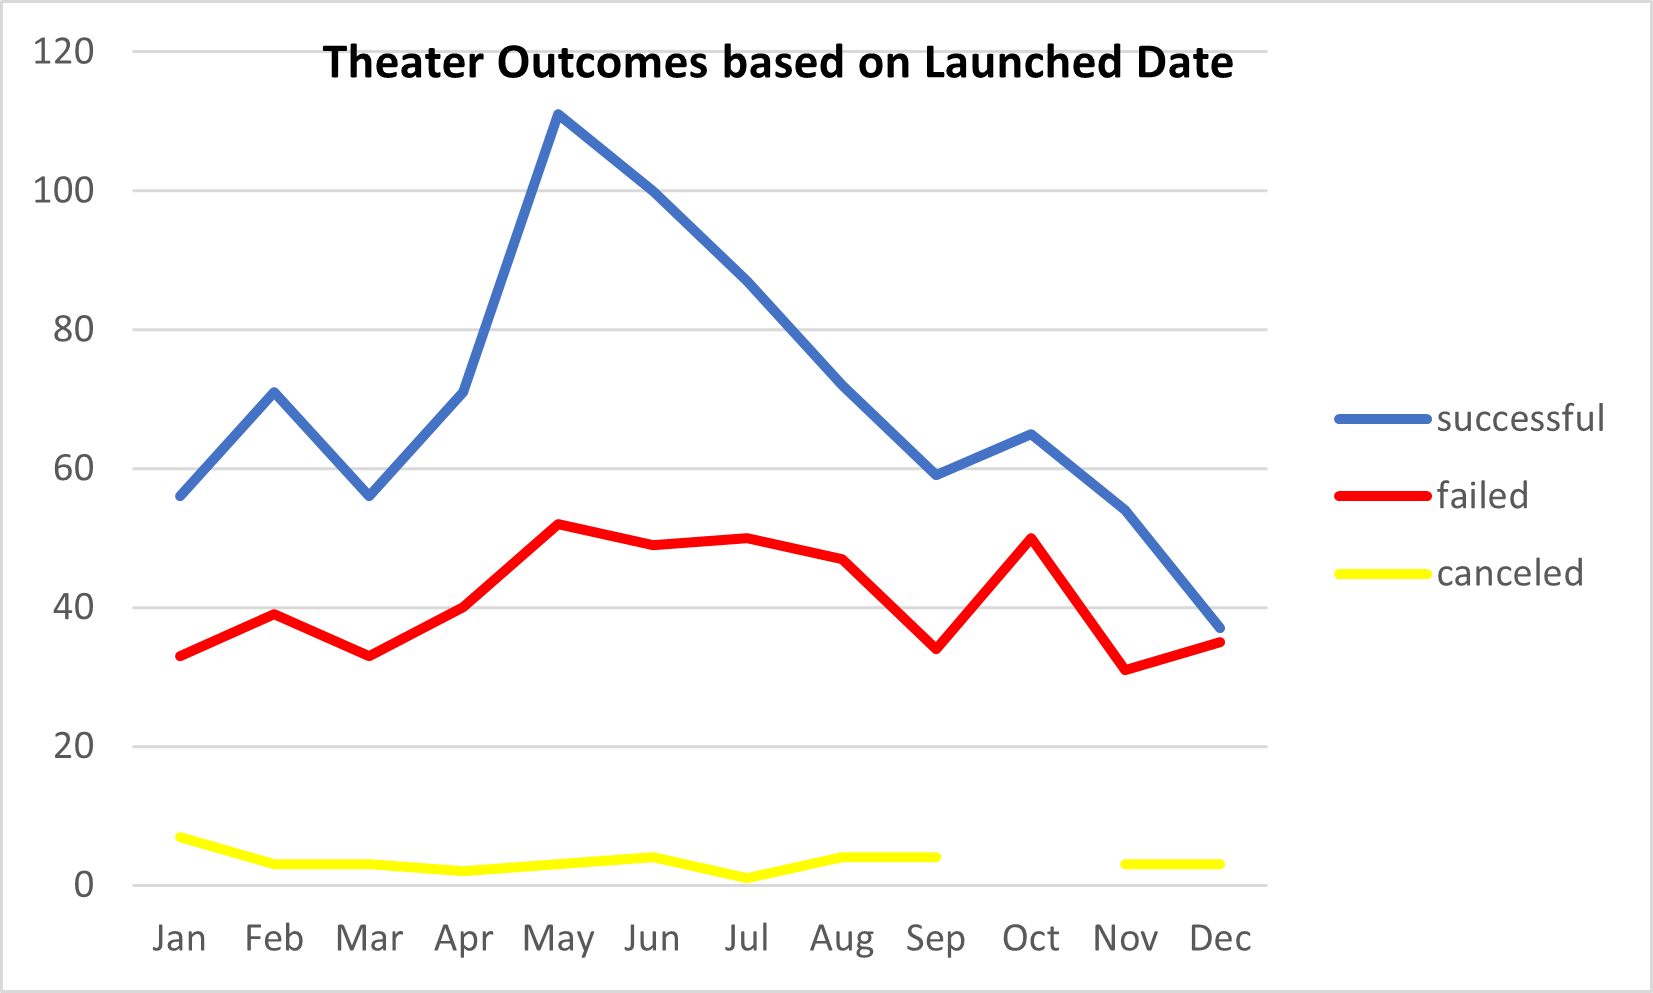 Theater Outcomes based on Launched Date
120
100
80
60
40
20
0
Jan Feb Mar Apr May Jun Jul Aug Sep Oct Nov Dec
successful
failed
canceled